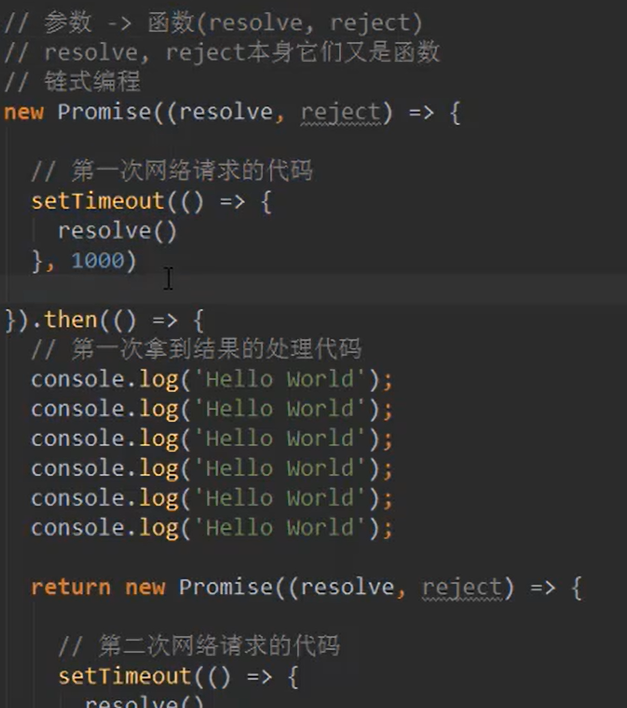 // 参数 -> 函数(resolve, reject)
// resolve, reject本身它们又是函数
// 链式编程
new Promise((resolve, reject) => {
// 第一次网络请求的代码
setTimeout(() => {
resolve()
}, 1000)
}).then(() => {
// 第一次拿到结果的处理代码
console.log('Hello World');
console.log('Hello World');
console.log('Hello World');
console.log('Hello World');
console.log('Hello World');
console.log('Hello World');
return new Promise((resolve, reject) => {
// 第二次网络请求的代码
setTimeout(() => {
resolve()